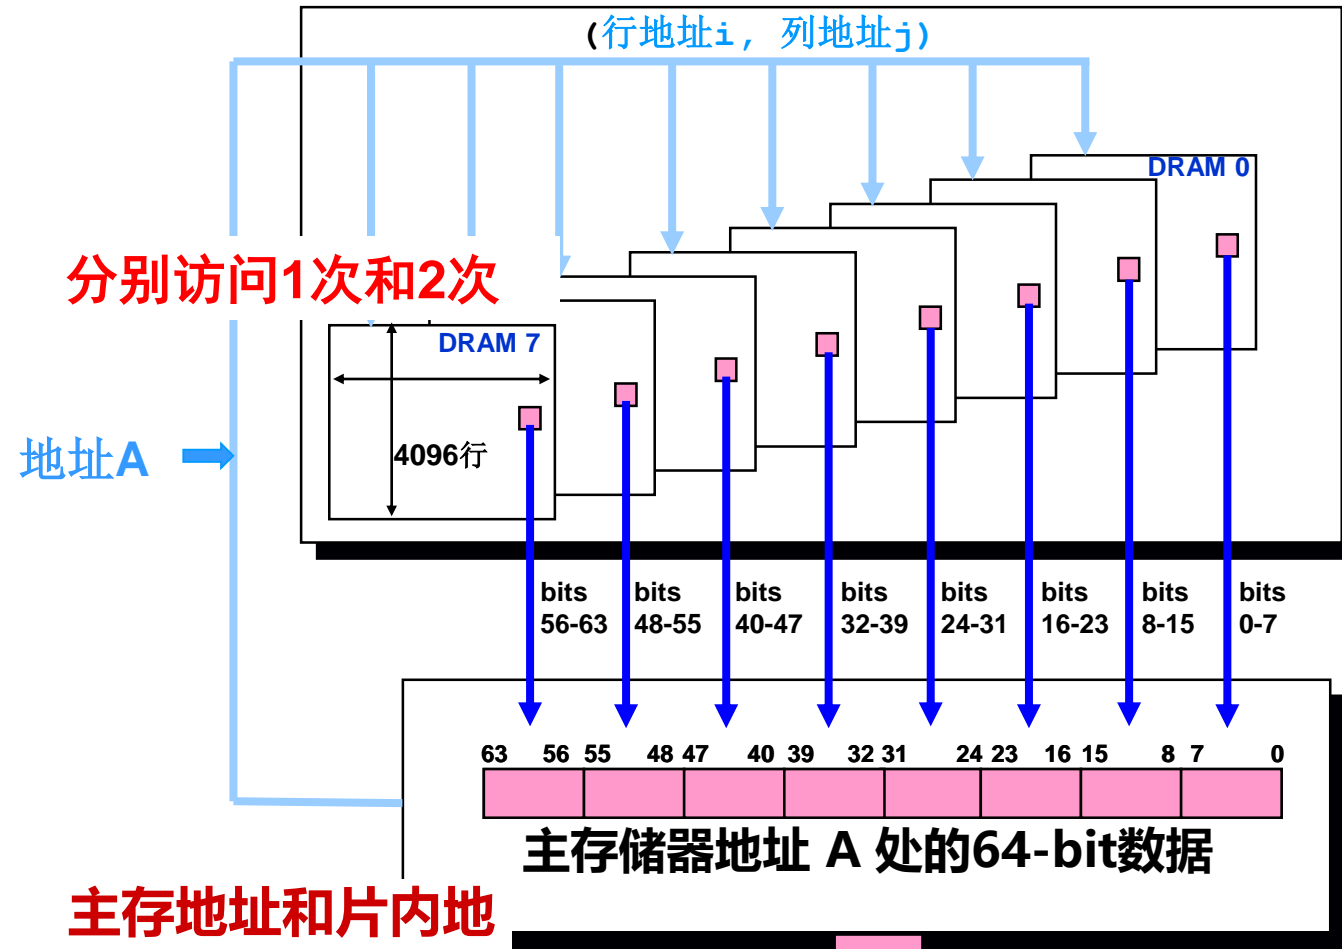 (行地址i, 列地址j)
DRAM 0
分别访问1次和2次
DRAM 7
4096行
地址A
bits 56-63
bits 48-55
bits 40-47
bits 32-39
bits 24-31
bits 16-23
bits 8-15
bits 0-7
63 56 55 48 47 40 39 32 31 24 23 16 15 8 7 0
主存储器地址 A 处的64-bit数据
主存地址和片内地